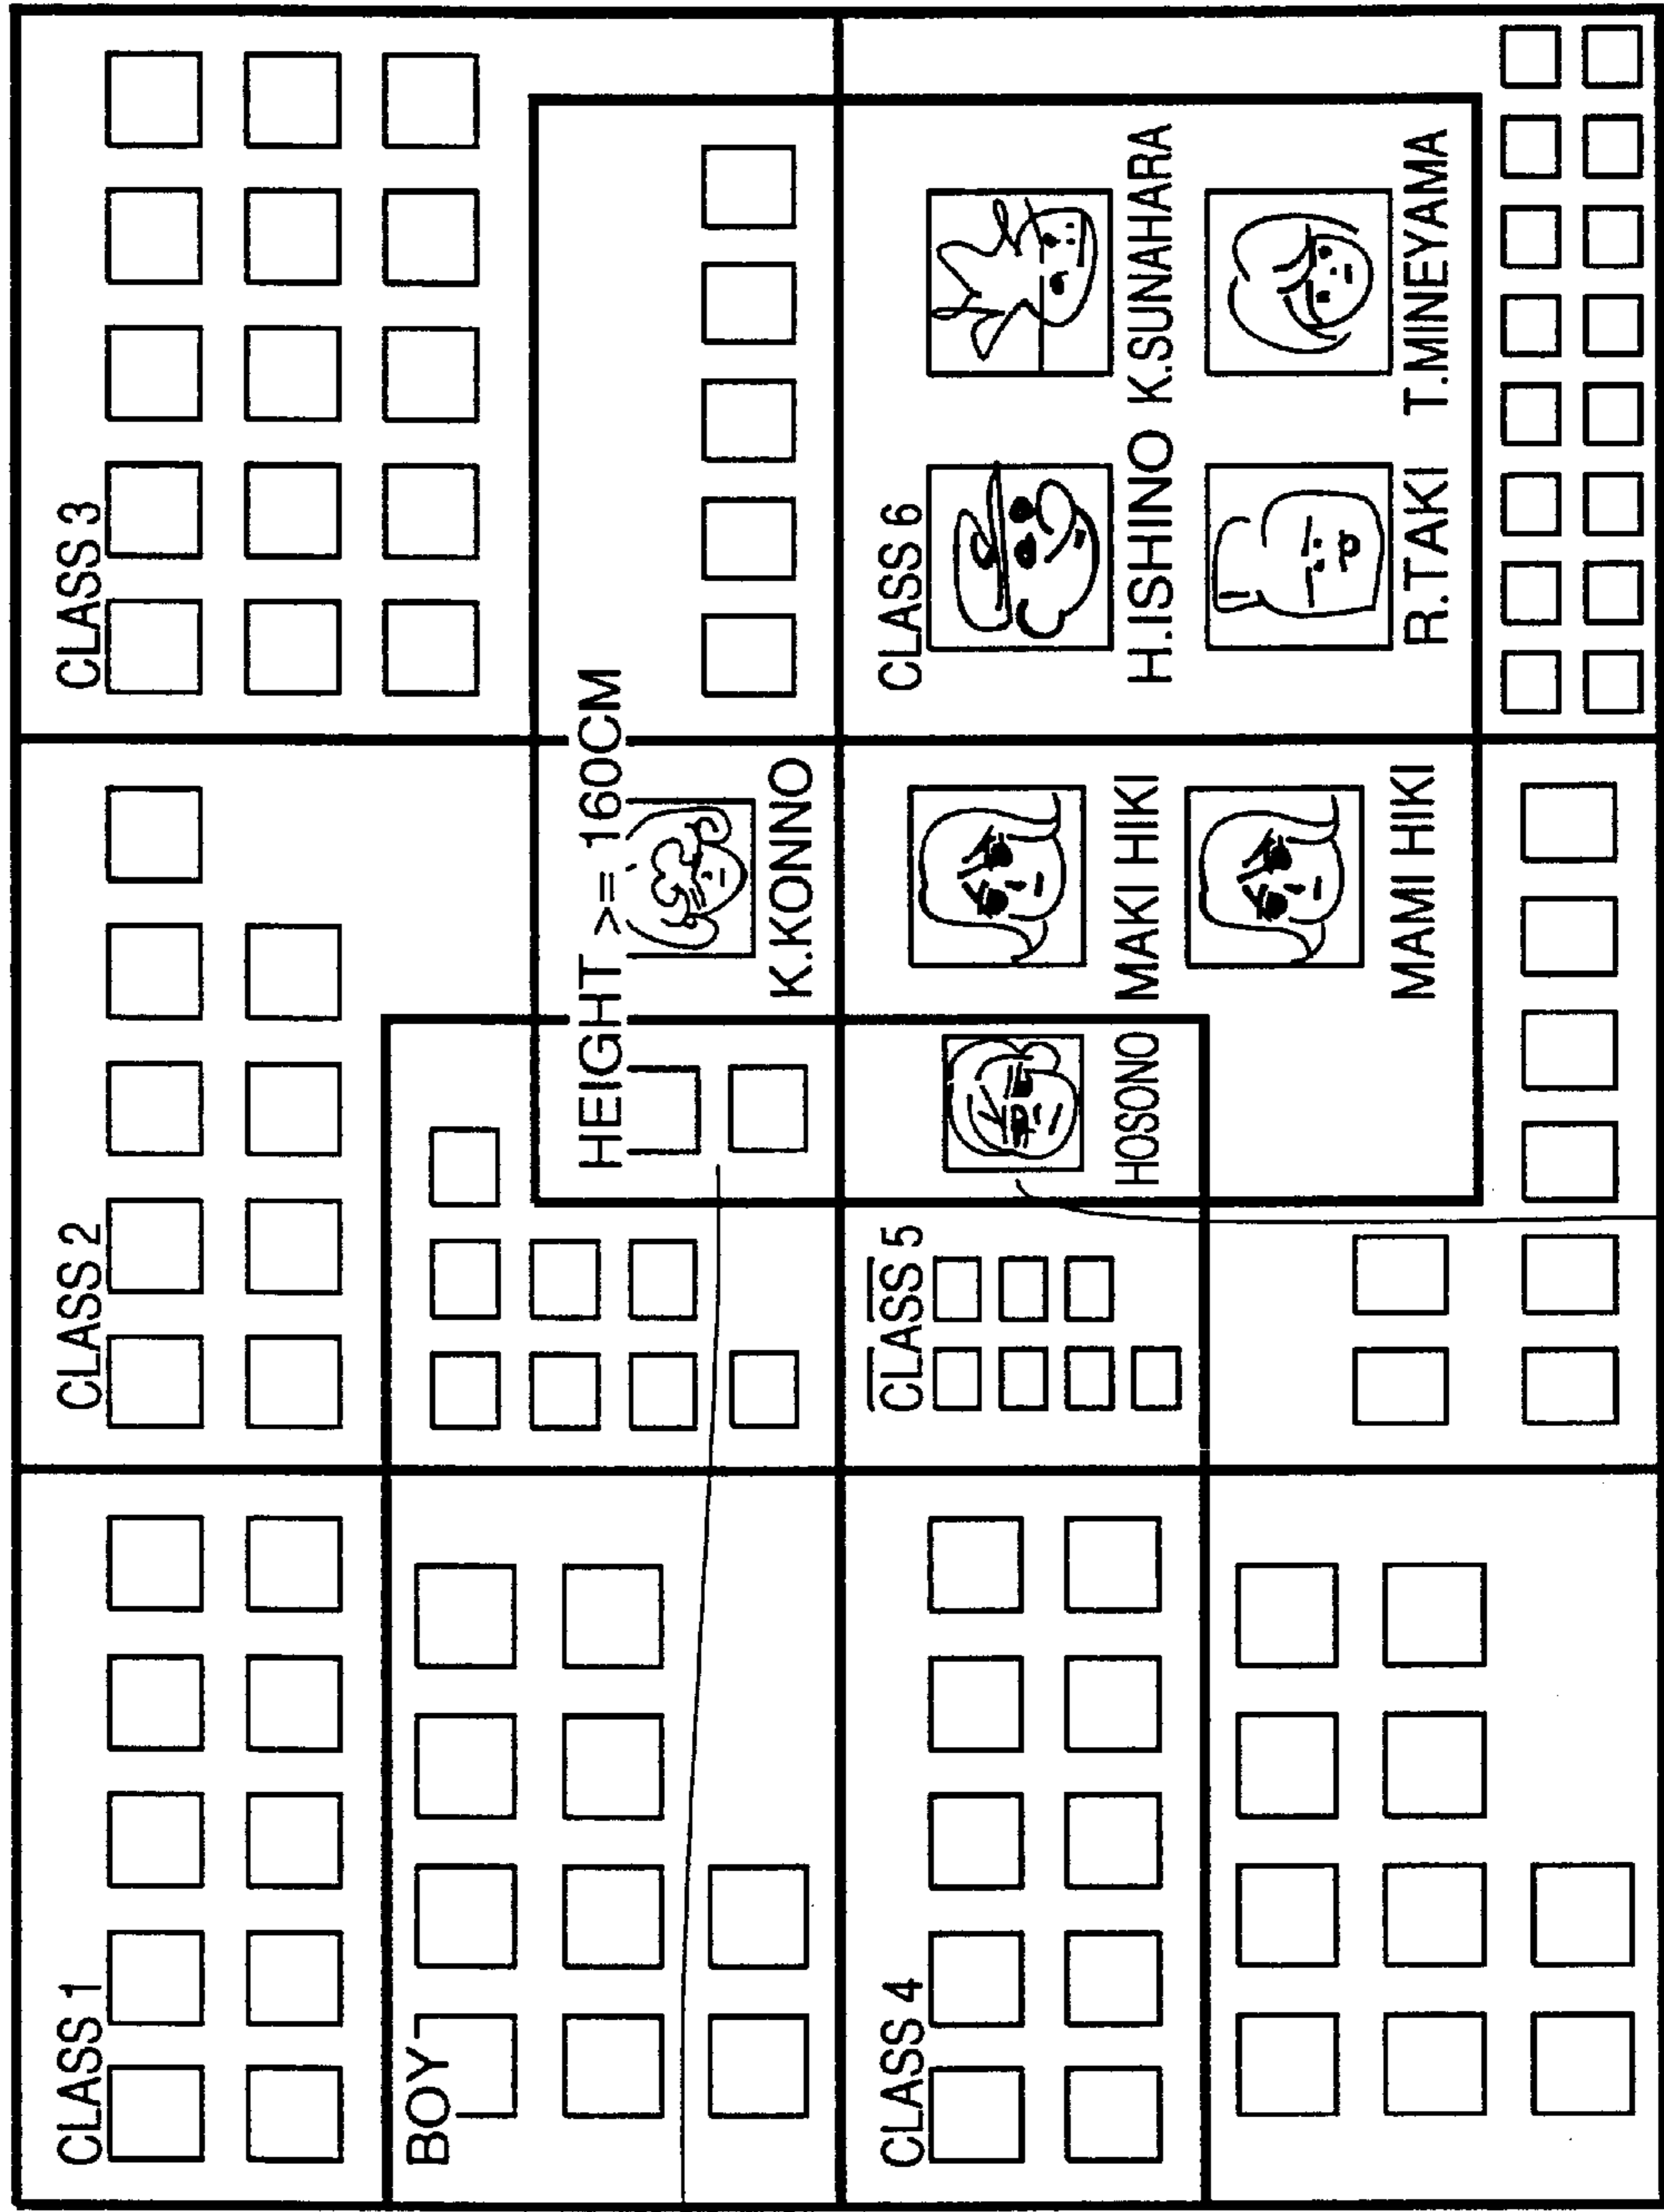 CLASS 1
CLASS 2
CLASS 3
BOY
HEIGHT >= 160CM
K.KONNO
CLASS 4
CLASS 5
CLASS 6
HOSONO
MAKI HIKI
H.ISHINO
K.SUNAHARA
MAMI HIKI
R.TAKI
T.MINEYAMA